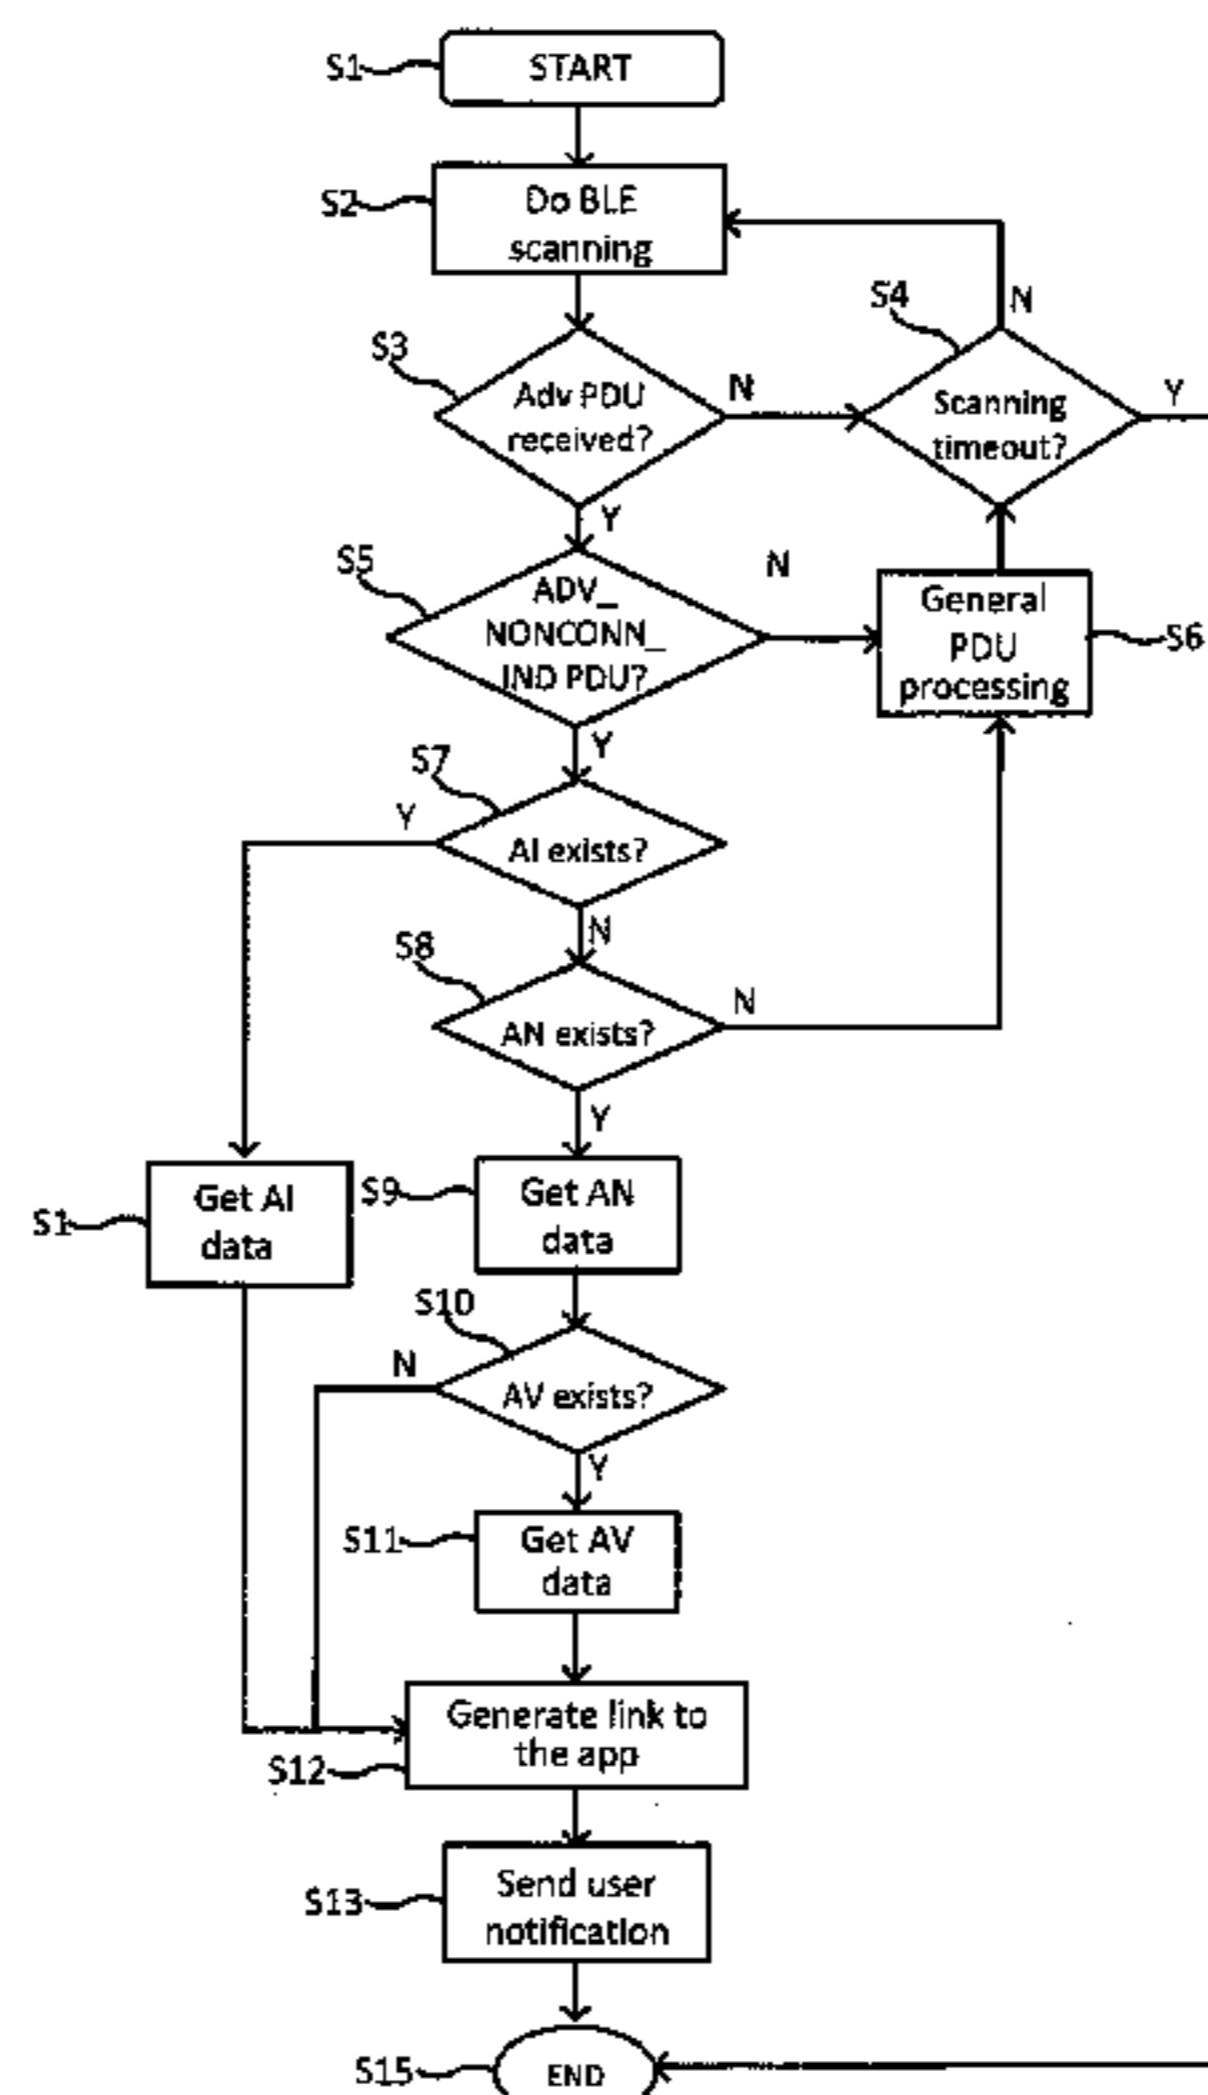 S1
START
S2
Do BLE
scanning
S3
Adv PDU
received?
N
S4
Scanning
timeout?
N
Y
Y
S5
ADV_
NONCONN_
IND PDU?
N
General
PDU
processing
S6
Y
S7
Y
AI exists?
N
S8
AN exists?
N
Y
S1
Get AI
data
S9
Get AN
data
S10
N
AV exists?
Y
S11
Get AV
data
Generate link to
the app
S12
S13
Send user
notification
S15
END